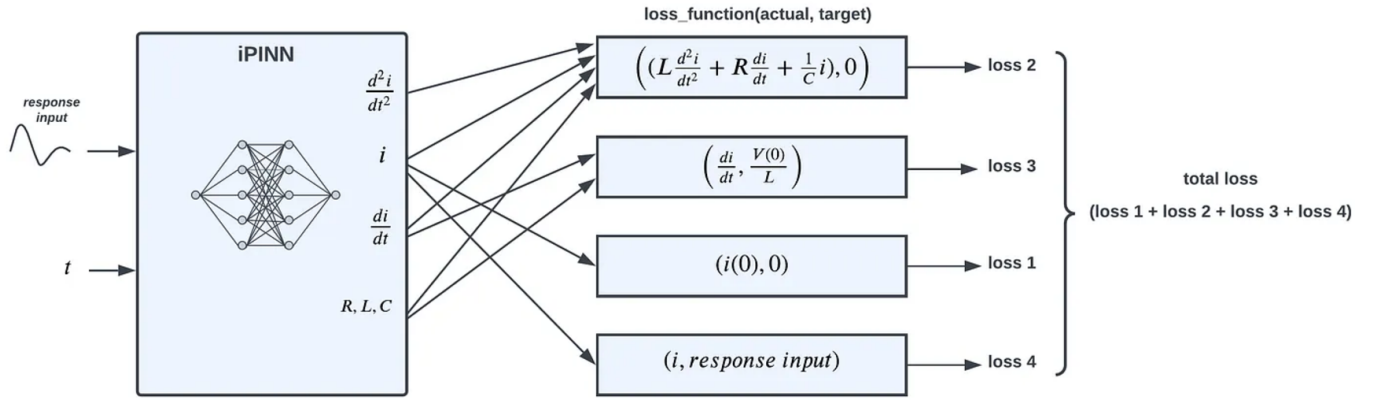 loss_function(actual, target)
iPINN
response
input
t
d²i/dt²
i
di/dt
R, L, C
((L d²i/dt² + R di/dt + 1/C i), 0)
loss 2
(di/dt, V(0)/L)
loss 3
(i(0), 0)
loss 1
(i, response input)
loss 4
total loss
(loss 1 + loss 2 + loss 3 + loss 4)